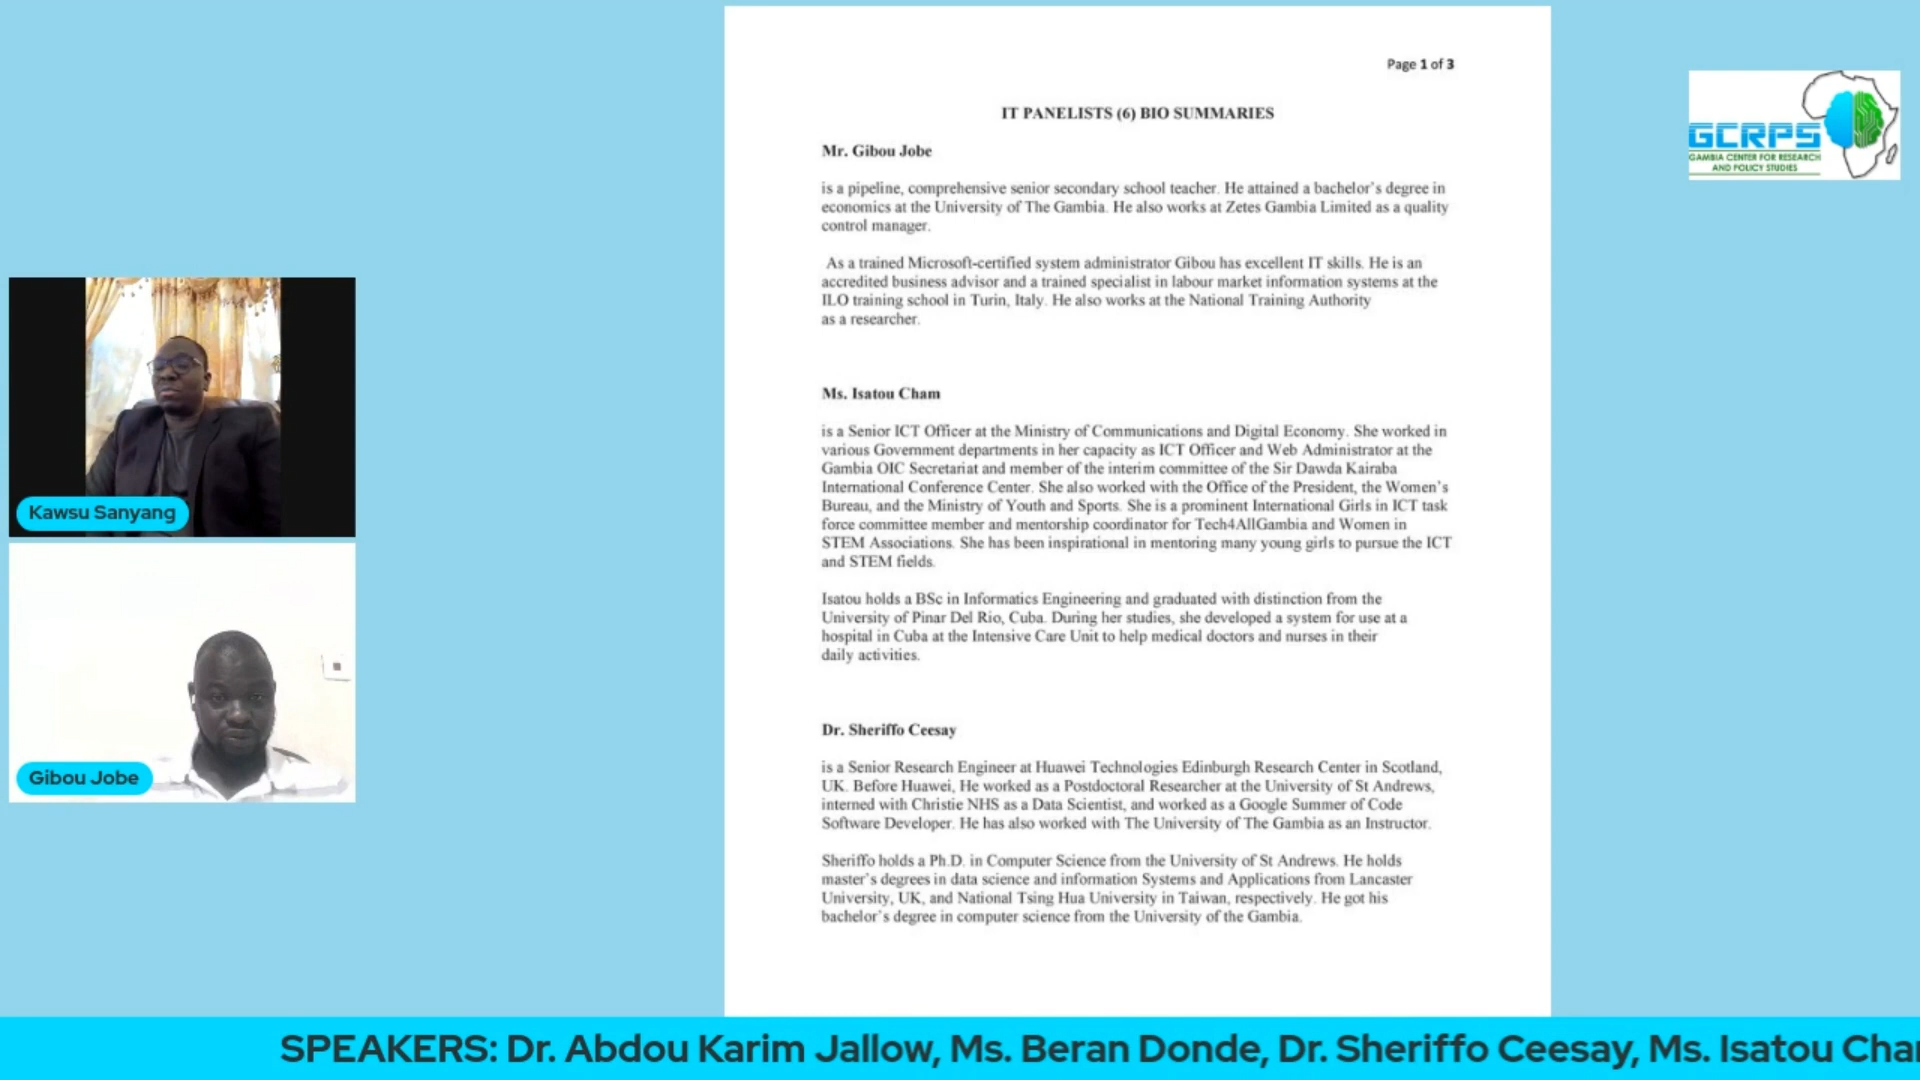 Page 1 of 3
IT PANELISTS (6) BIO SUMMARIES
Mr. Gibou Jobe
is a pipeline, comprehensive senior secondary school teacher. He attained a bachelor's degree in
economics at the University of The Gambia. He also works at Zetes Gambia Limited as a quality
control manager.
As a trained Microsoft-certified system administrator Gibou has excellent IT skills. He is an
accredited business advisor and a trained specialist in labour market information systems at the
ILO training school in Turin, Italy. He also works at the National Training Authority
as a researcher.
Ms. Isatou Cham
is a Senior ICT Officer at the Ministry of Communications and Digital Economy. She worked in
various Government departments in her capacity as ICT Officer and Web Administrator at the
Gambia OIC Secretariat and member of the interim committee of the Sir Dawda Kairaba
International Conference Center. She also worked with the Office of the President, the Women's
Bureau, and the Ministry of Youth and Sports. She is a prominent International Girls in ICT task
force committee member and mentorship coordinator for Tech4AllGambia and Women in
STEM Associations. She has been inspirational in mentoring many young girls to pursue the ICT
and STEM fields.
Isatou holds a BSc in Informatics Engineering and graduated with distinction from the
University of Pinar Del Rio, Cuba. During her studies, she developed a system for use at a
hospital in Cuba at the Intensive Care Unit to help medical doctors and nurses in their
daily activities.
Dr. Sheriffo Ceesay
is a Senior Research Engineer at Huawei Technologies Edinburgh Research Center in Scotland,
UK. Before Huawei, He worked as a Postdoctoral Researcher at the University of St Andrews,
interned with Christie NHS as a Data Scientist, and worked as a Google Summer of Code
Software Developer. He has also worked with The University of The Gambia as an Instructor.
Sheriffo holds a Ph.D. in Computer Science from the University of St Andrews. He holds
master's degrees in data science and information Systems and Applications from Lancaster
University, UK, and National Tsing Hua University in Taiwan, respectively. He got his
bachelor's degree in computer science from the University of the Gambia.
GCRPS
GAMBIA CENTER FOR RESEARCH
AND POLICY STUDIES
Kawsu Sanyang
Gibou Jobe
SPEAKERS: Dr. Abdou Karim Jallow, Ms. Beran Donde, Dr. Sheriffo Ceesay, Ms. Isatou Cha